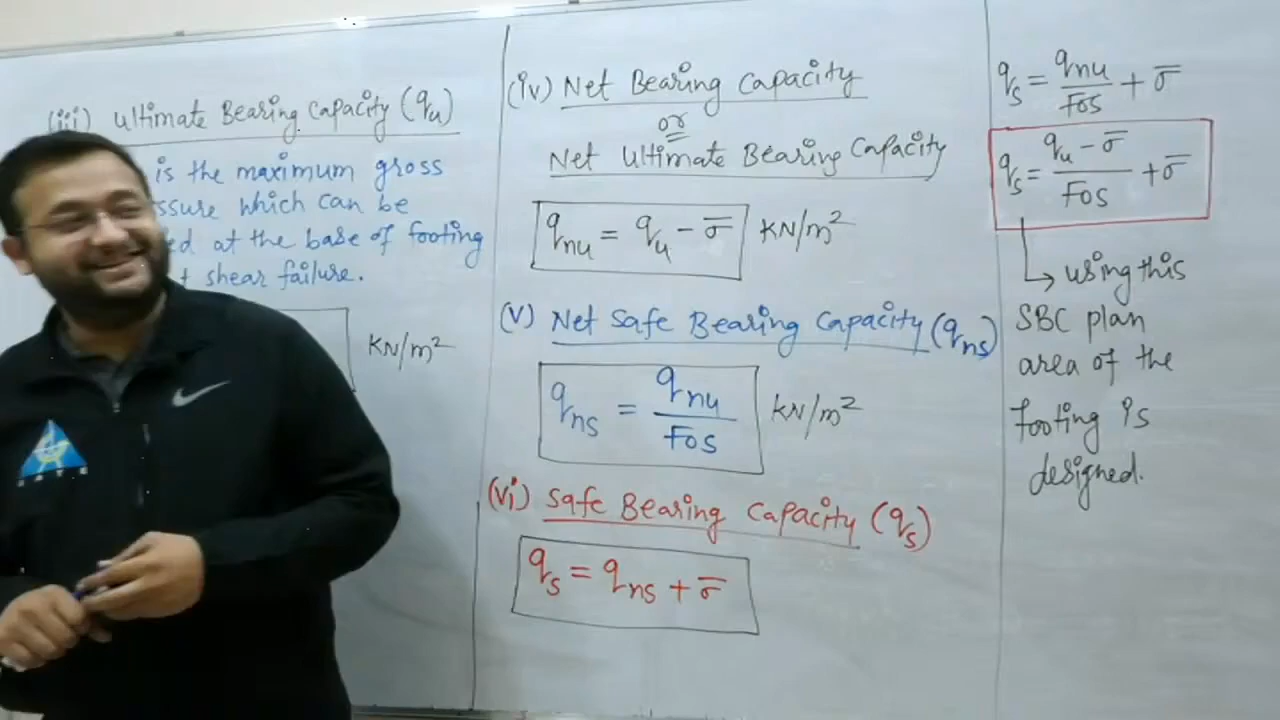 (iii) Ultimate Bearing Capacity (qu)
is the maximum gross
ssure which can be
ed at the base of footing
t shear failure.
KN/m²
(iv) Net Bearing Capacity
or
Net Ultimate Bearing Capacity
qnu = qu - σ̅ KN/m²
(v) Net Safe Bearing Capacity (qns)
qns = qnu / FOS KN/m²
(vi) Safe Bearing Capacity (qs)
qs = qns + σ̅
qs = qnu / FOS + σ̅
qs = qu - σ̅ / FOS + σ̅
↳ using this
SBC plan
area of the
footing is
designed.